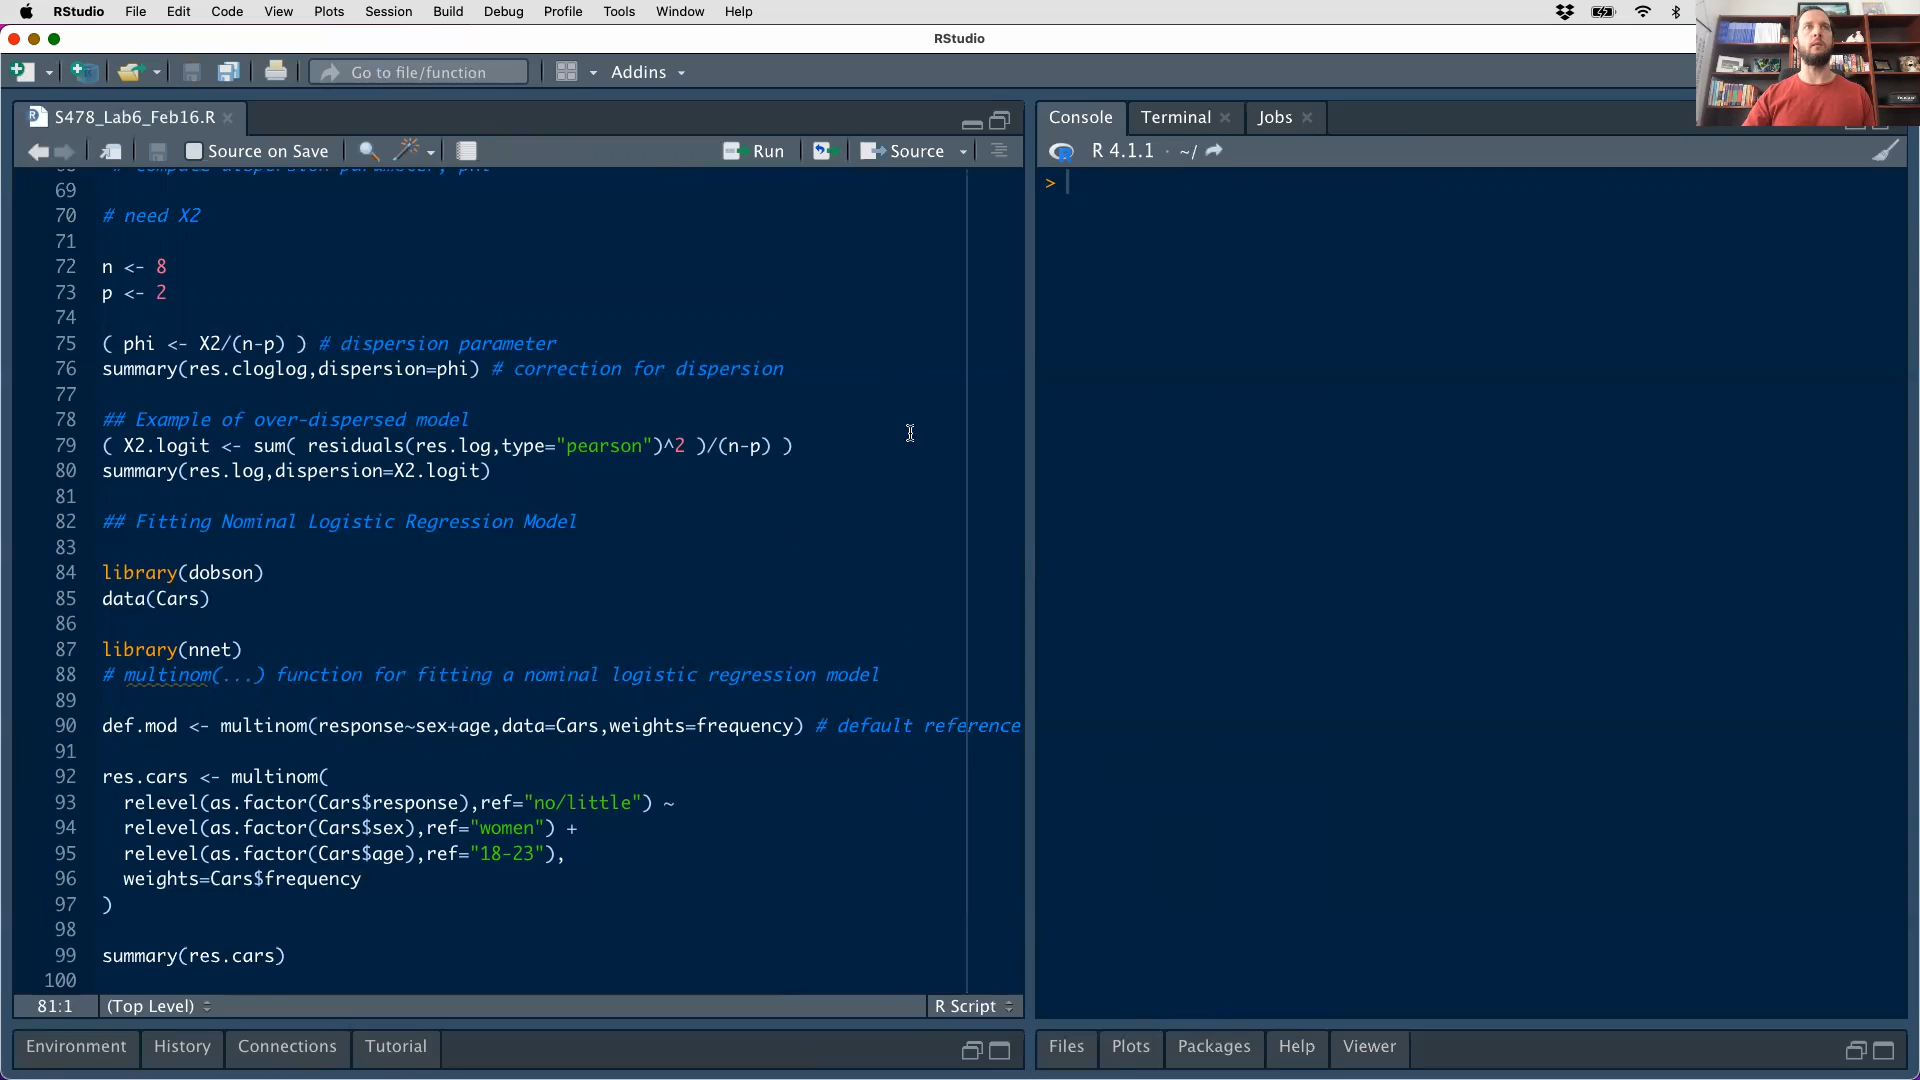 RStudio File Edit Code View Plots Session Build Debug Profile Tools Window Help
RStudio
Go to file/function Addins
S478_Lab6_Feb16.R
Source on Save Run Source
# compute dispersion parameter, phi
69
70 # need X2
71
72 n <- 8
73 p <- 2
74
75 ( phi <- X2/(n-p) ) # dispersion parameter
76 summary(res.cloglog,dispersion=phi) # correction for dispersion
77
78 ## Example of over-dispersed model
79 ( X2.logit <- sum( residuals(res.log,type="pearson")^2 )/(n-p) )
80 summary(res.log,dispersion=X2.logit)
81
82 ## Fitting Nominal Logistic Regression Model
83
84 library(dobson)
85 data(Cars)
86
87 library(nnet)
88 # multinom(...) function for fitting a nominal logistic regression model
89
90 def.mod <- multinom(response~sex+age,data=Cars,weights=frequency) # default reference
91
92 res.cars <- multinom(
93 relevel(as.factor(Cars$response),ref="no/little") ~
94 relevel(as.factor(Cars$sex),ref="women") +
95 relevel(as.factor(Cars$age),ref="18-23"),
96 weights=Cars$frequency
97 )
98
99 summary(res.cars)
100
81:1 (Top Level) R Script
Environment History Connections Tutorial
Console Terminal Jobs
R 4.1.1 · ~/
>
Files Plots Packages Help Viewer